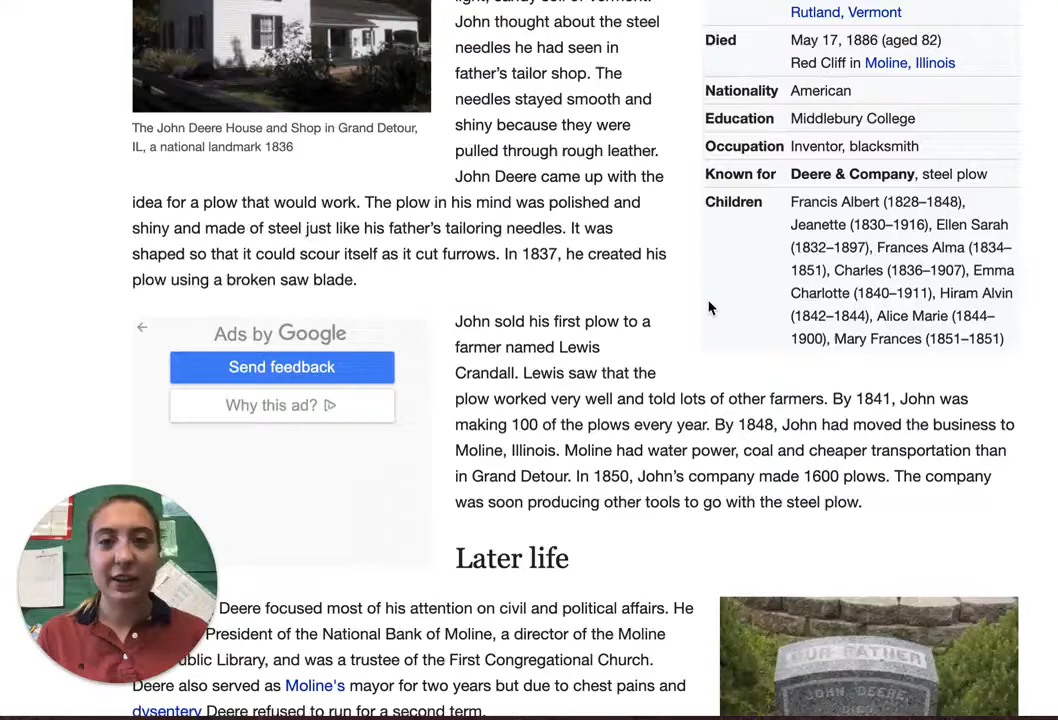 light, sandy soil of Vermont.
John thought about the steel
needles he had seen in
father's tailor shop. The
needles stayed smooth and
shiny because they were
pulled through rough leather.
John Deere came up with the
idea for a plow that would work. The plow in his mind was polished and
shiny and made of steel just like his father's tailoring needles. It was
shaped so that it could scour itself as it cut furrows. In 1837, he created his
plow using a broken saw blade.
The John Deere House and Shop in Grand Detour,
IL, a national landmark 1836
Rutland, Vermont
Died May 17, 1886 (aged 82)
Red Cliff in Moline, Illinois
Nationality American
Education Middlebury College
Occupation Inventor, blacksmith
Known for Deere & Company, steel plow
Children Francis Albert (1828–1848),
Jeanette (1830–1916), Ellen Sarah
(1832–1897), Frances Alma (1834–
1851), Charles (1836–1907), Emma
Charlotte (1840–1911), Hiram Alvin
(1842–1844), Alice Marie (1844–
1900), Mary Frances (1851–1851)
Ads by Google
Send feedback
Why this ad?
John sold his first plow to a
farmer named Lewis
Crandall. Lewis saw that the
plow worked very well and told lots of other farmers. By 1841, John was
making 100 of the plows every year. By 1848, John had moved the business to
Moline, Illinois. Moline had water power, coal and cheaper transportation than
in Grand Detour. In 1850, John's company made 1600 plows. The company
was soon producing other tools to go with the steel plow.
Later life
Deere focused most of his attention on civil and political affairs. He
President of the National Bank of Moline, a director of the Moline
ublic Library, and was a trustee of the First Congregational Church.
Deere also served as Moline's mayor for two years but due to chest pains and
dysentery Deere refused to run for a second term.
OUR FATHER
JOHN DEERE,
DIED